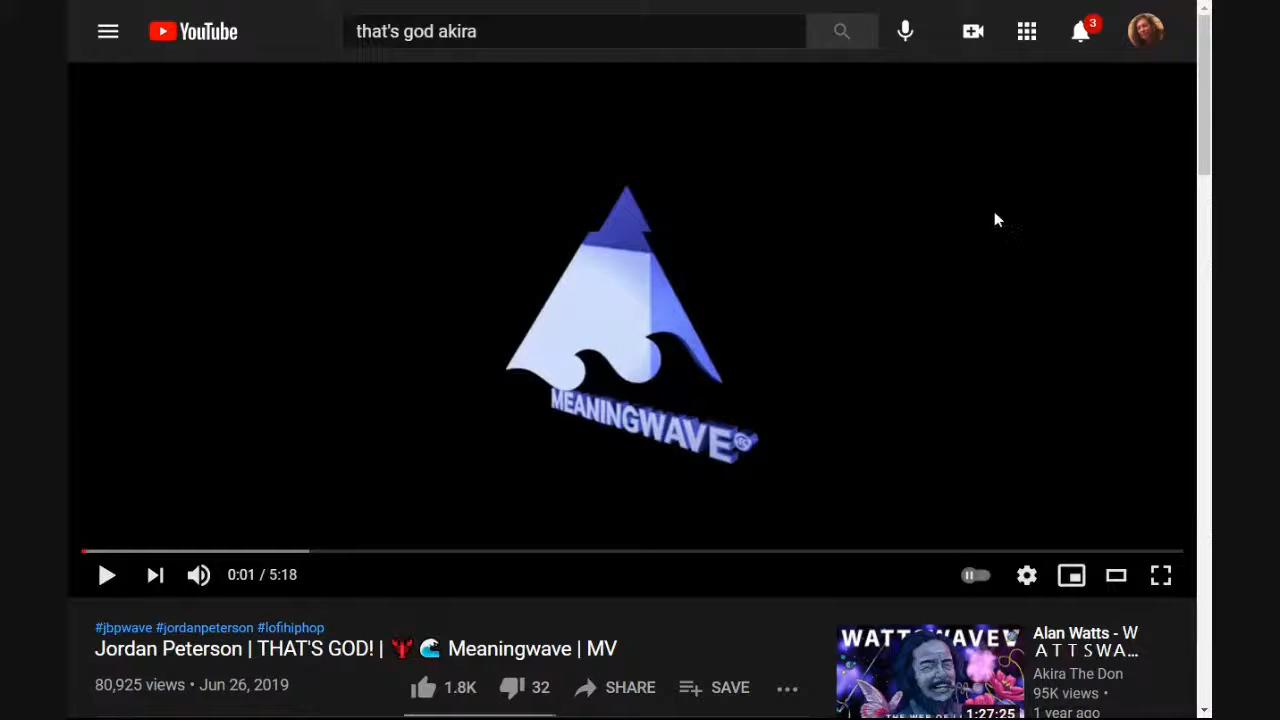 YouTube
that's god akira
3
MEANINGWAVE
0:01 / 5:18
#jbpwave #jordanpeterson #lofihiphop
Jordan Peterson | THAT'S GOD! | 🦞 🌊 Meaningwave | MV
80,925 views • Jun 26, 2019
1.8K
32
SHARE
SAVE
WATTSWAVE V
1:27:25
Alan Watts - W
A T T S W A...
Akira The Don
95K views •
1 year ago